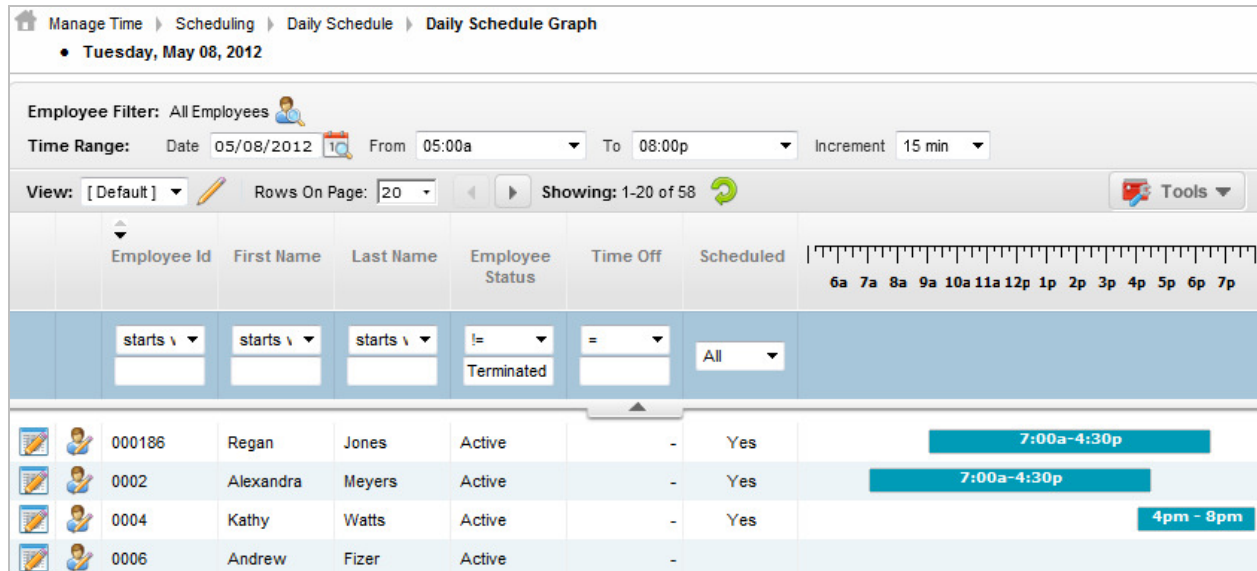 Manage Time Scheduling Daily Schedule Daily Schedule Graph
• Tuesday, May 08, 2012
Employee Filter: All Employees
Time Range: Date 05/08/2012 10 From 05:00a To 08:00p Increment 15 min
View: [Default] Rows On Page: 20 Showing: 1-20 of 58 Tools
Employee Id First Name Last Name Employee Status Time Off Scheduled
6a 7a 8a 9a 10a 11a 12p 1p 2p 3p 4p 5p 6p 7p
starts starts starts != =
Terminated All
000186 Regan Jones Active - Yes 7:00a-4:30p
0002 Alexandra Meyers Active - Yes 7:00a-4:30p
0004 Kathy Watts Active - Yes 4pm - 8pm
0006 Andrew Fizer Active -